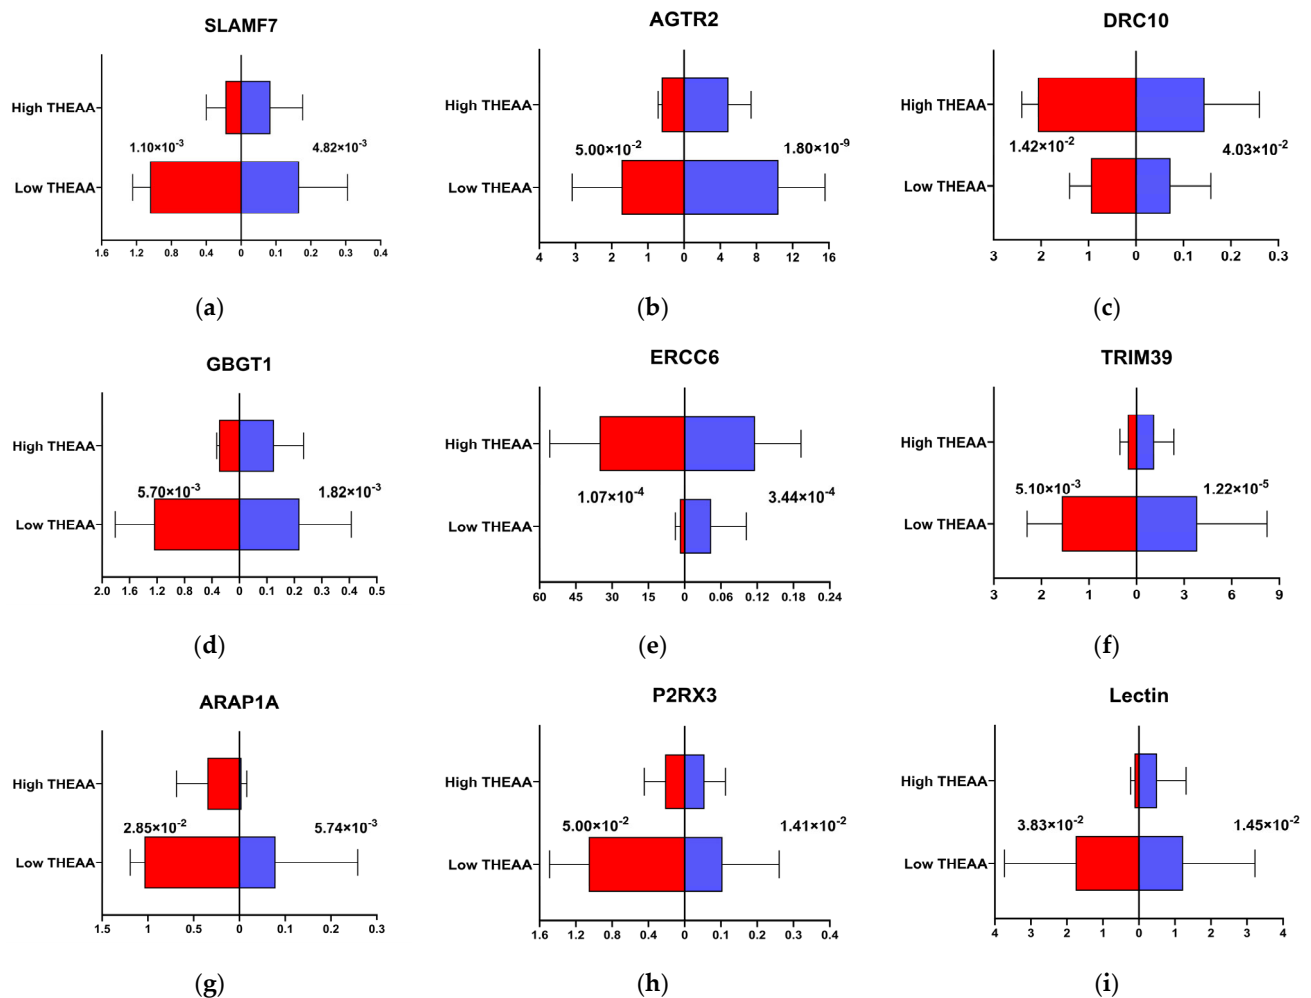 SLAMF7
AGTR2
DRC10
High THEAA
1.10×10-3
4.82×10-3
Low THEAA
1.6 1.2 0.8 0.4 0 0.1 0.2 0.3 0.4
High THEAA
5.00×10-2
1.80×10-9
Low THEAA
4 3 2 1 0 4 8 12 16
High THEAA
1.42×10-2
4.03×10-2
Low THEAA
3 2 1 0 0.1 0.2 0.3
(a)
(b)
(c)
GBGT1
ERCC6
TRIM39
High THEAA
5.70×10-3
1.82×10-3
Low THEAA
2.0 1.6 1.2 0.8 0.4 0 0.1 0.2 0.3 0.4 0.5
High THEAA
1.07×10-4
3.44×10-4
Low THEAA
60 45 30 15 0 0.06 0.12 0.18 0.24
High THEAA
5.10×10-3
1.22×10-5
Low THEAA
3 2 1 0 3 6 9
(d)
(e)
(f)
ARAP1A
P2RX3
Lectin
High THEAA
2.85×10-2
5.74×10-3
Low THEAA
1.5 1 0.5 0 0.1 0.2 0.3
High THEAA
5.00×10-2
1.41×10-2
Low THEAA
1.6 1.2 0.8 0.4 0 0.1 0.2 0.3 0.4
High THEAA
3.83×10-2
1.45×10-2
Low THEAA
4 3 2 1 0 1 2 3 4
(g)
(h)
(i)